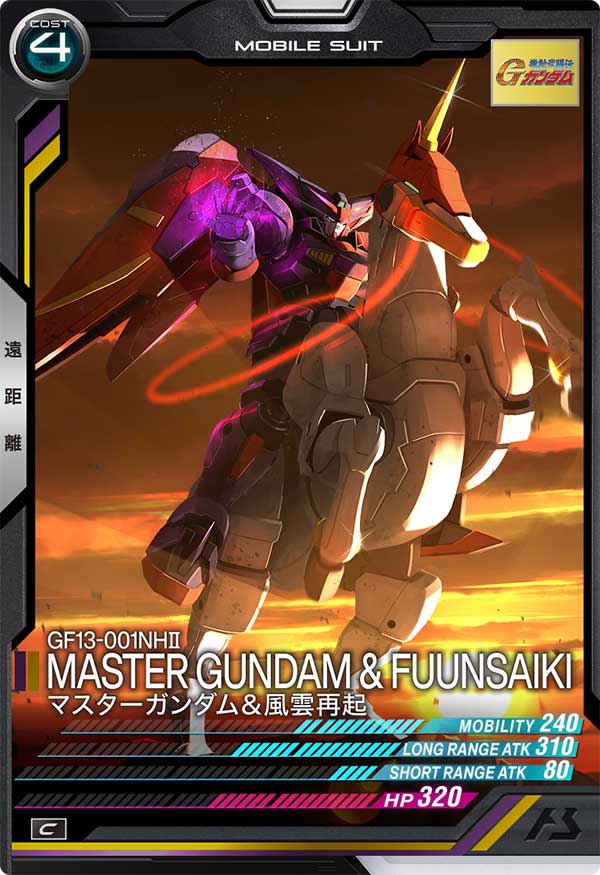 COST
4
MOBILE SUIT
機動武闘伝
Gガンダム
遠距離
GF13-001NHⅡ
MASTER GUNDAM & FUUNSAIKI
マスターガンダム&風雲再起
MOBILITY 240
LONG RANGE ATK 310
SHORT RANGE ATK 80
HP 320
C